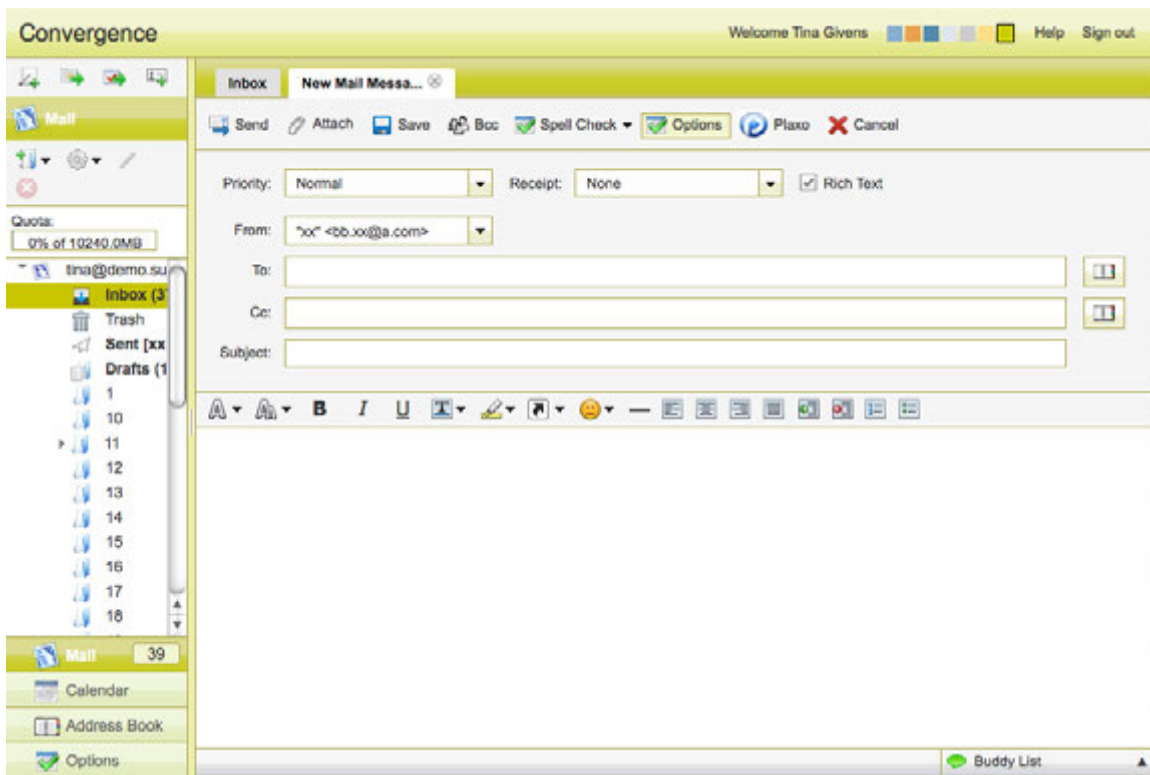 Convergence
Welcome Tina Givens Help Sign out
Inbox New Mail Messa...
Mail
Send Attach Save Bcc Spell Check Options Plaxo Cancel
Priority: Normal Receipt: None Rich Text
Quota:
0% of 10240.0MB
From: "xx" <bb.xx@a.com>
To:
Cc:
Subject:
tina@demo.su
Inbox (3
Trash
Sent [xx
Drafts (1
1
10
11
12
13
14
15
16
17
18
B I U
Mail 39
Calendar
Address Book
Options
Buddy List